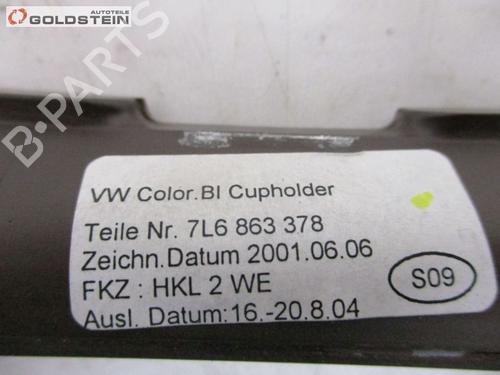 AUTOTEILE
GOLDSTEIN
B-PARTS
VW Color.BI Cupholder
Teile Nr. 7L6 863 378
Zeichn.Datum 2001.06.06
FKZ : HKL 2 WE
S09
Ausl. Datum:16.-20.8.04